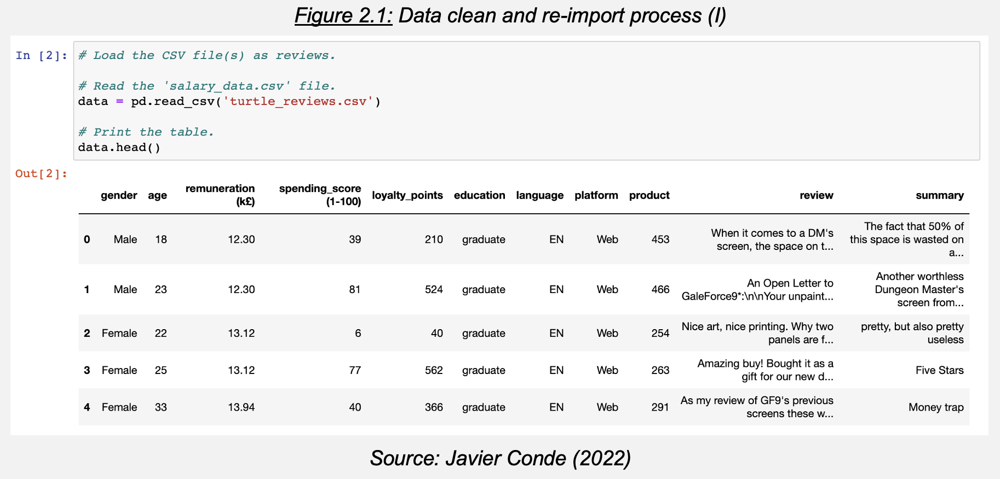 Figure 2.1: Data clean and re-import process (I)
In [2]:
# Load the CSV file(s) as reviews.
# Read the 'salary_data.csv' file.
data = pd.read_csv('turtle_reviews.csv')
# Print the table.
data.head()
Out[2]:
gender age remuneration (k£) spending_score (1-100) loyalty_points education language platform product review summary
0 Male 18 12.30 39 210 graduate EN Web 453 When it comes to a DM's screen, the space on t... The fact that 50% of this space is wasted on a...
1 Male 23 12.30 81 524 graduate EN Web 466 An Open Letter to GaleForce9*:\n\nYour unpaint... Another worthless Dungeon Master's screen from...
2 Female 22 13.12 6 40 graduate EN Web 254 Nice art, nice printing. Why two panels are f... pretty, but also pretty useless
3 Female 25 13.12 77 562 graduate EN Web 263 Amazing buy! Bought it as a gift for our new d... Five Stars
4 Female 33 13.94 40 366 graduate EN Web 291 As my review of GF9's previous screens these w... Money trap
Source: Javier Conde (2022)